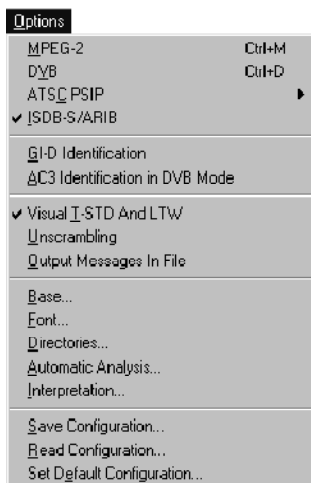 Options
MPEG-2 Ctrl+M
DVB Ctrl+D
ATSC PSIP
ISDB-S/ARIB
GI-D Identification
AC3 Identification in DVB Mode
Visual T-STD And LTW
Unscrambling
Output Messages In File
Base...
Font...
Directories...
Automatic Analysis...
Interpretation...
Save Configuration...
Read Configuration...
Set Default Configuration...